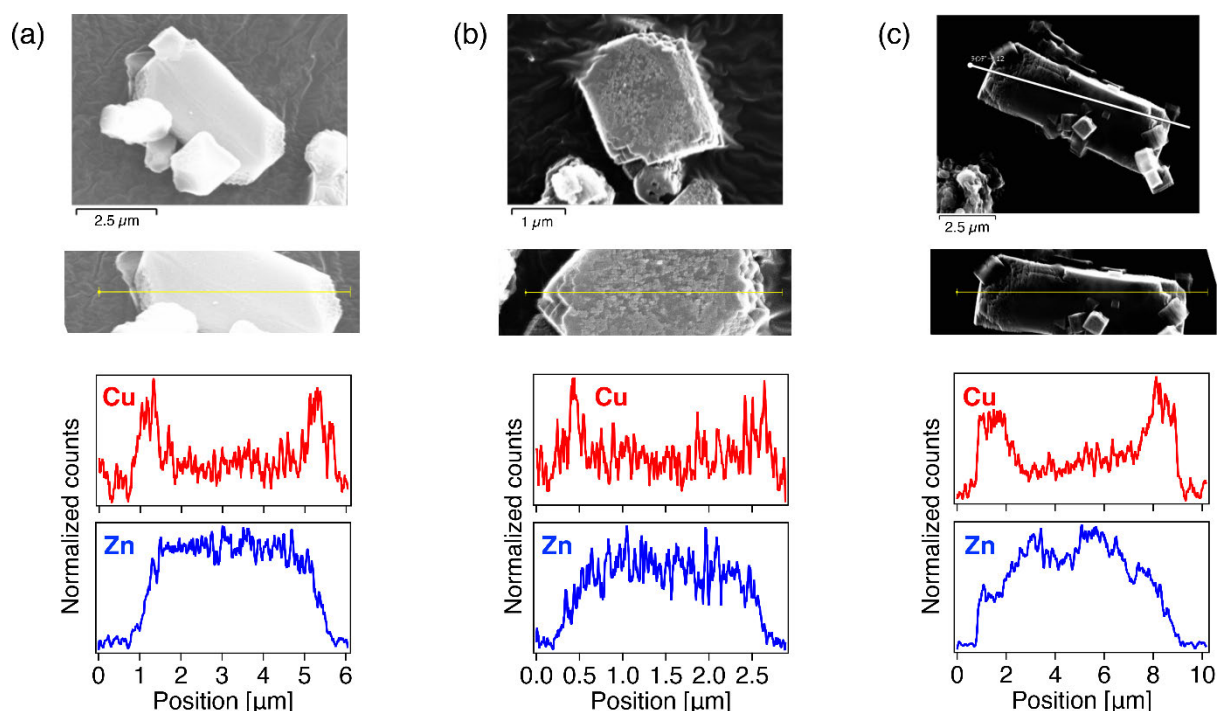 (a)
(b)
(c)
2.5 µm
1 µm
2.5 µm
Cu
Cu
Cu
Normalized counts
Normalized counts
Normalized counts
Zn
Zn
Zn
0 1 2 3 4 5 6
0.0 0.5 1.0 1.5 2.0 2.5
0 2 4 6 8 10
Position [µm]
Position [µm]
Position [µm]